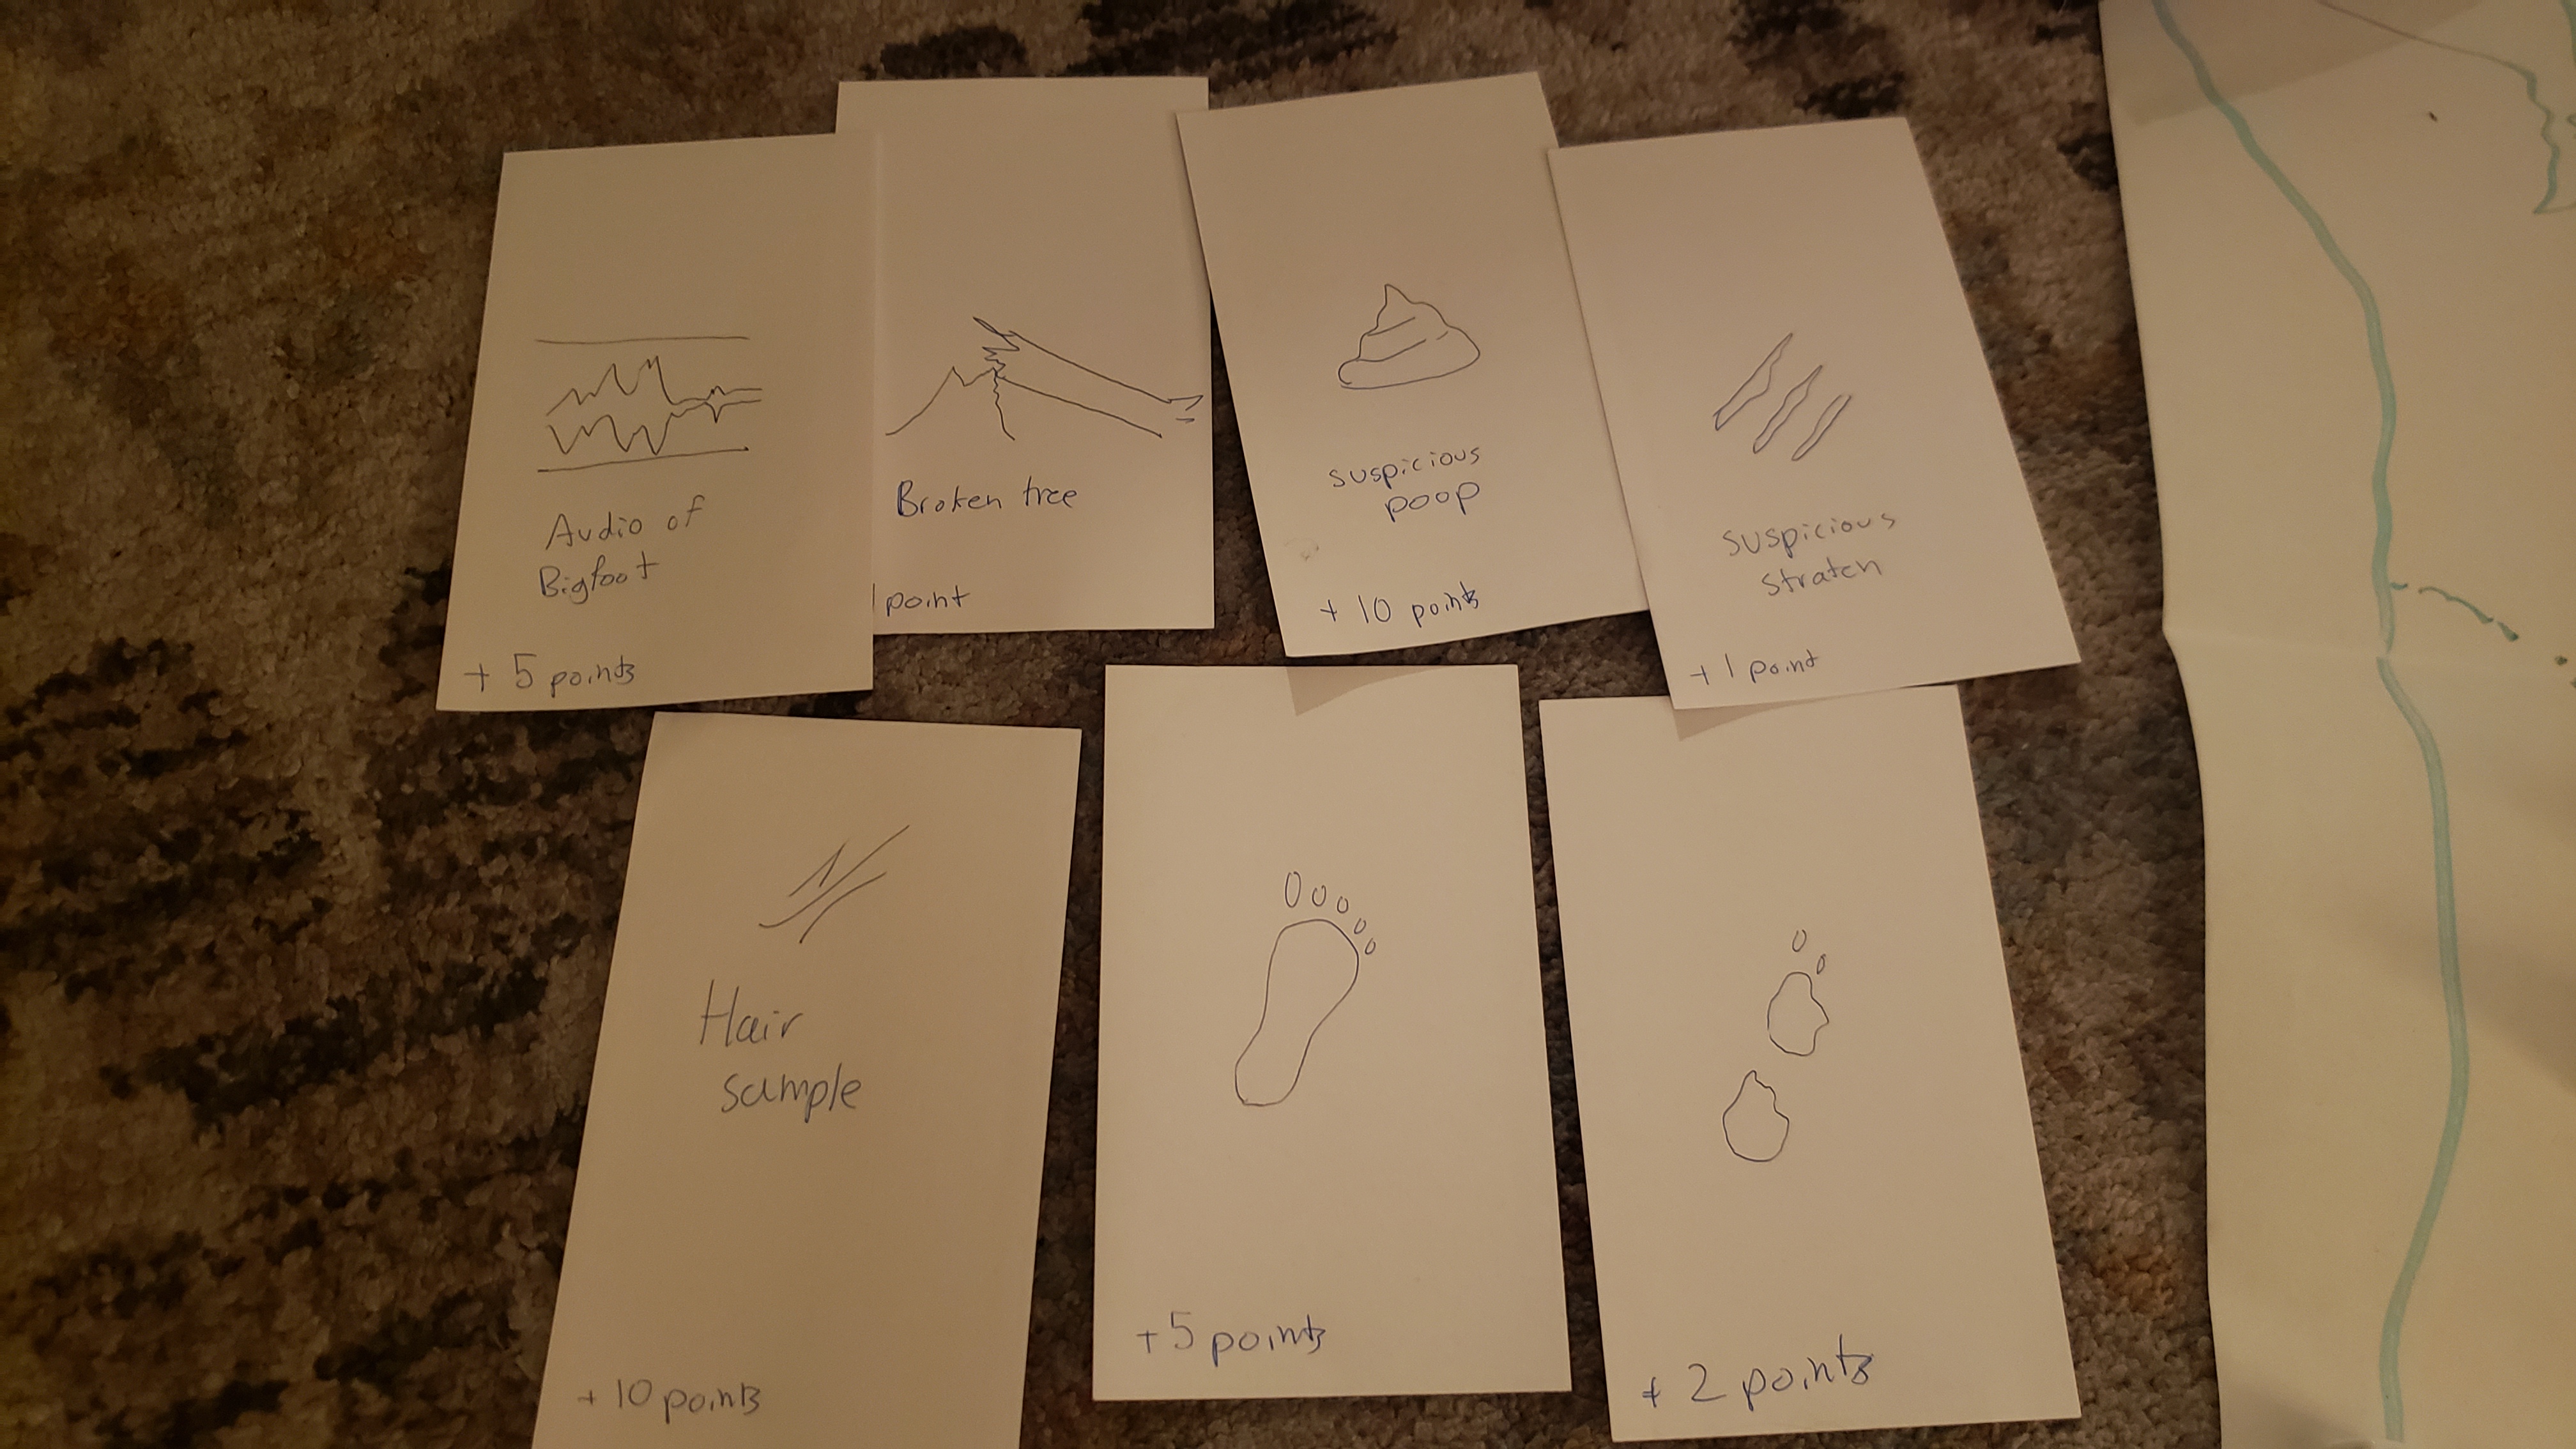 Audio of
Bigfoot
+ 5 points
Broken tree
1 point
suspicious
poop
+ 10 points
suspicious
stratch
+ 1 point
Hair
sample
+ 10 points
+ 5 points
+ 2 points